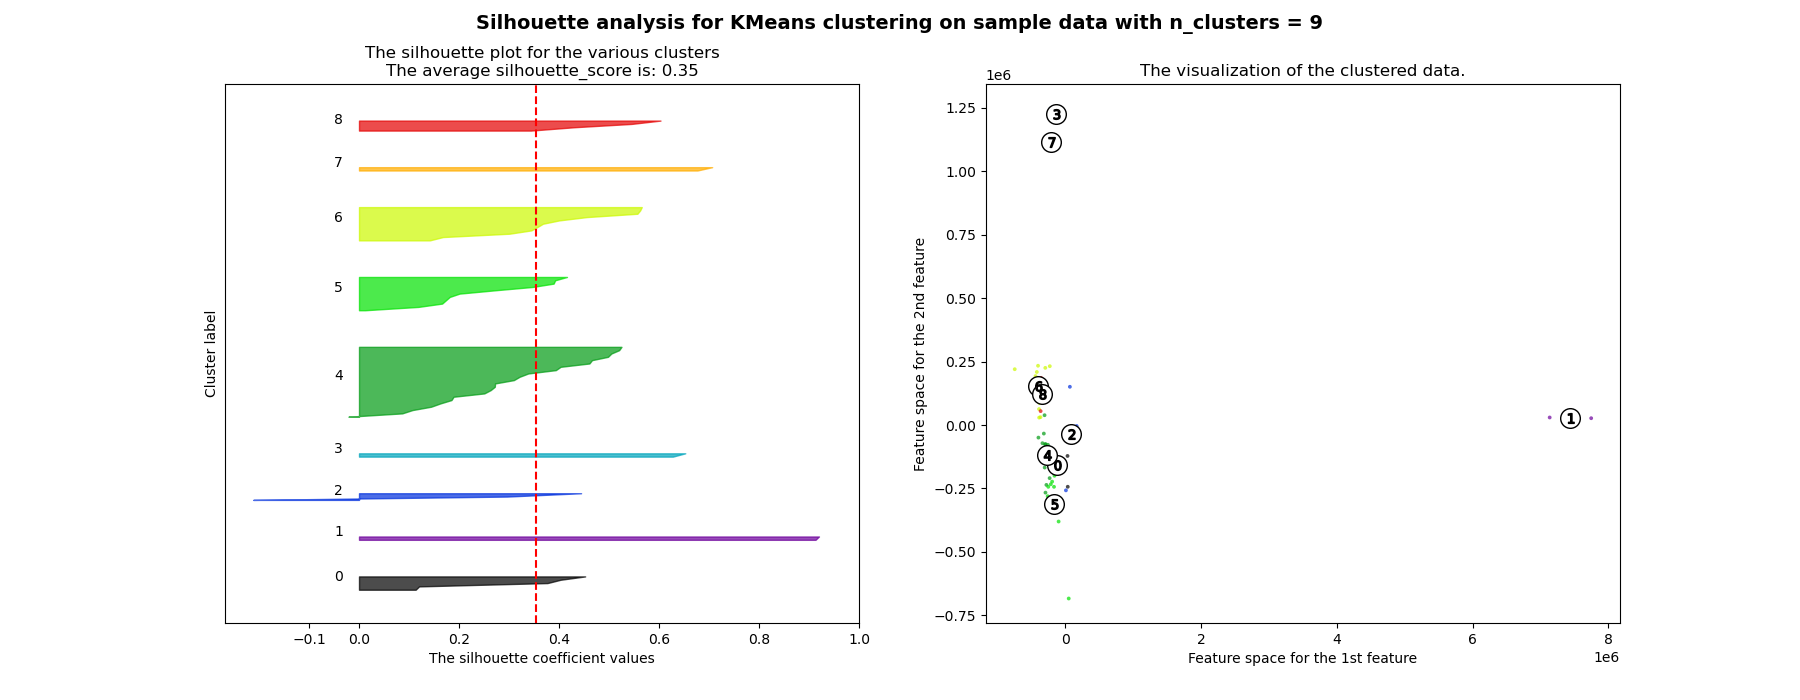 Silhouette analysis for KMeans clustering on sample data with n_clusters = 9
The silhouette plot for the various clusters
The average silhouette_score is: 0.35
8
7
6
5
4
3
2
1
0
Cluster label
−0.1 0.0 0.2 0.4 0.6 0.8 1.0
The silhouette coefficient values
The visualization of the clustered data.
1e6
1.25
1.00
0.75
0.50
0.25
0.00
−0.25
−0.50
−0.75
Feature space for the 2nd feature
3
7
6
8
1
2
4
0
5
0 2 4 6 8
1e6
Feature space for the 1st feature